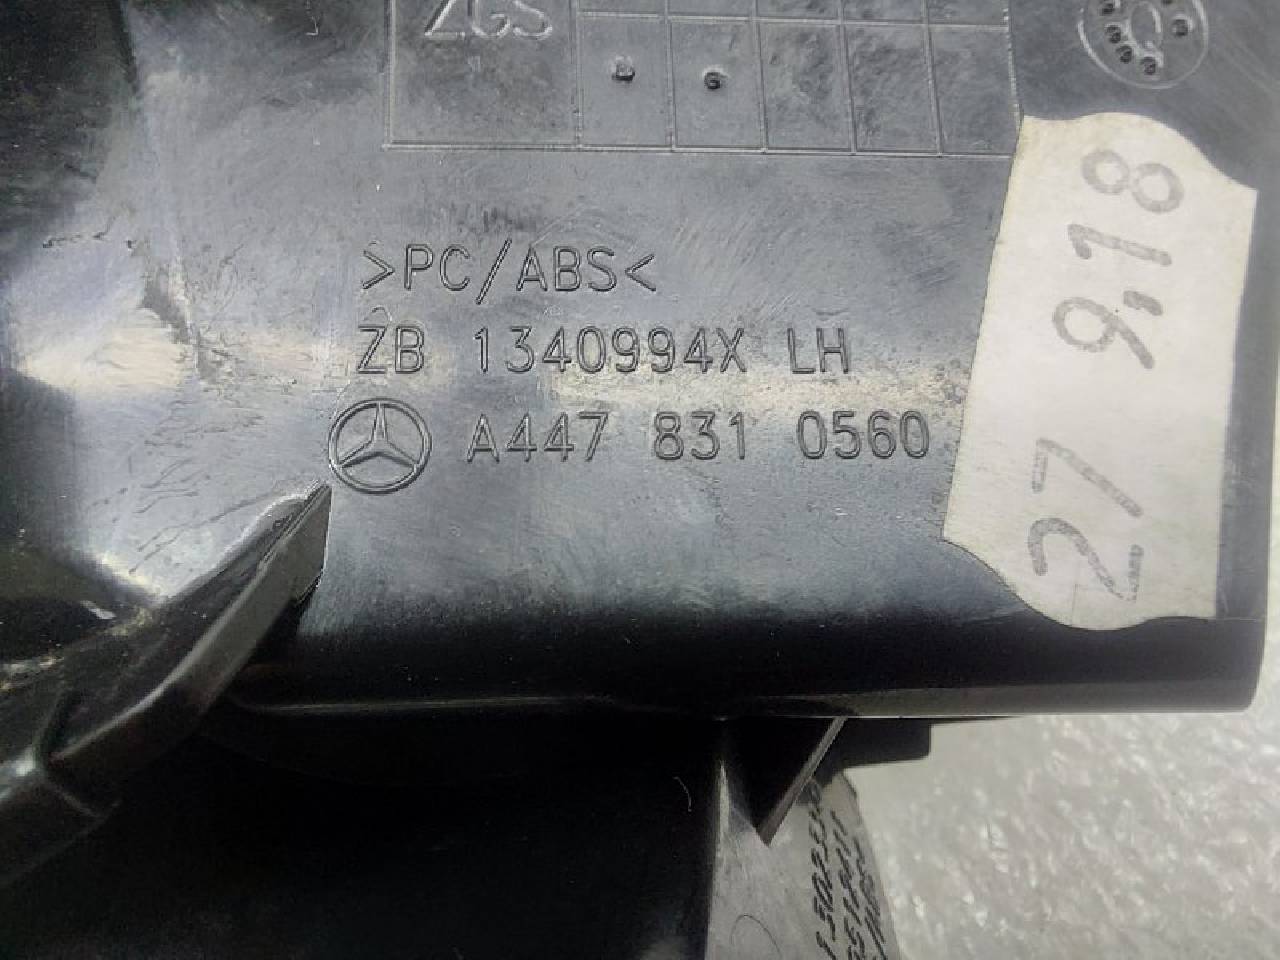 ZGS
>PC/ABS<
ZB 1340994X LH
A447 831 0560
27 9,18